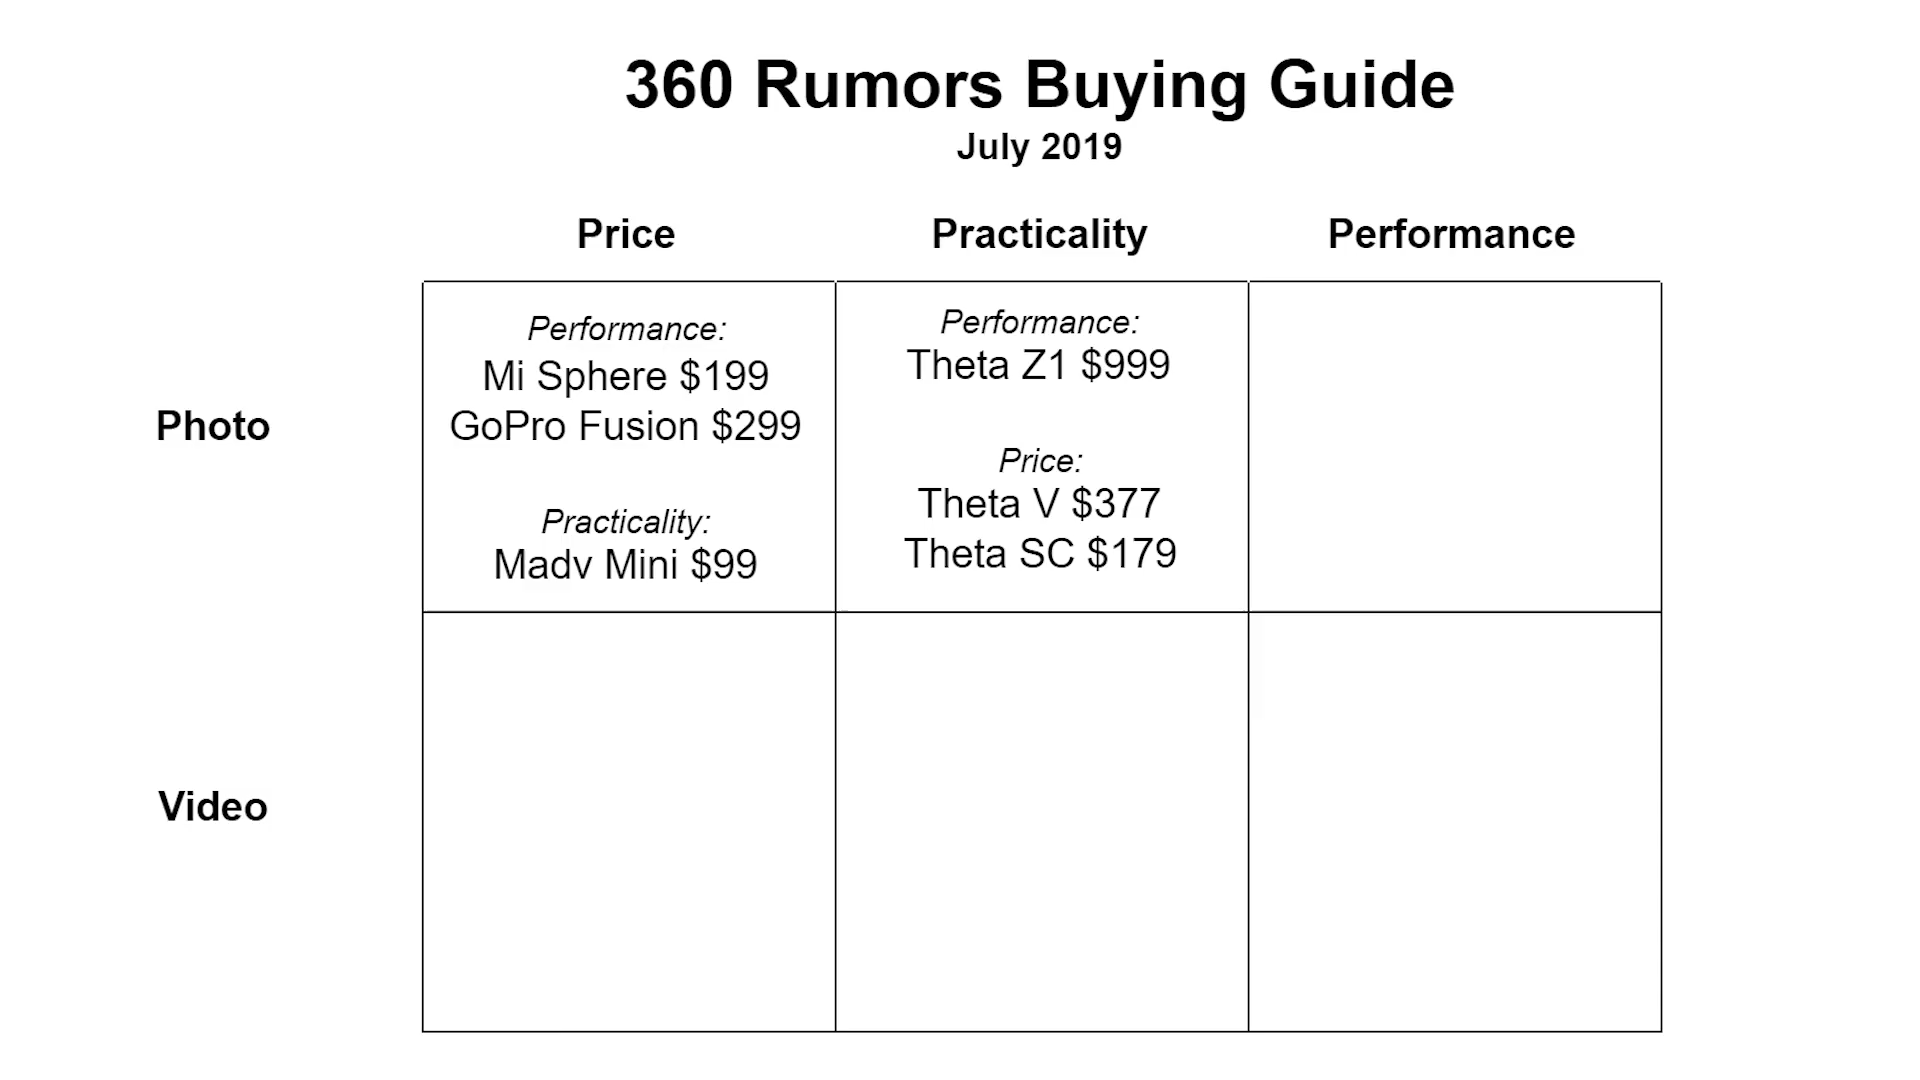 360 Rumors Buying Guide
July 2019
Price
Practicality
Performance
Photo
Performance:
Mi Sphere $199
GoPro Fusion $299
Practicality:
Madv Mini $99
Performance:
Theta Z1 $999
Price:
Theta V $377
Theta SC $179
Video